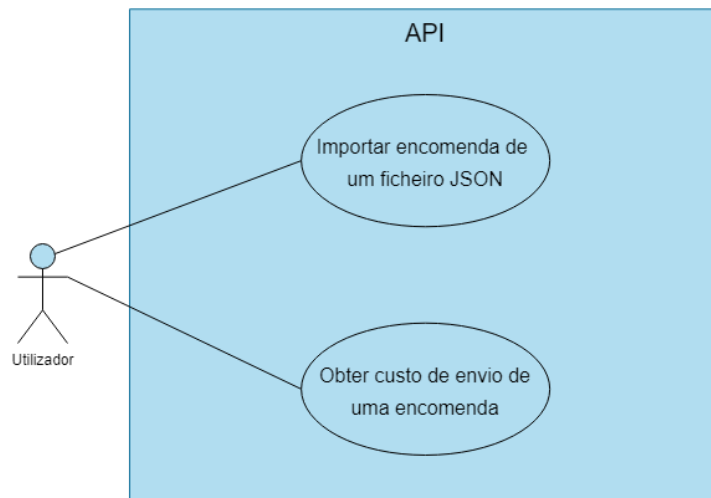 API
Importar encomenda de
um ficheiro JSON
Utilizador
Obter custo de envio de
uma encomenda